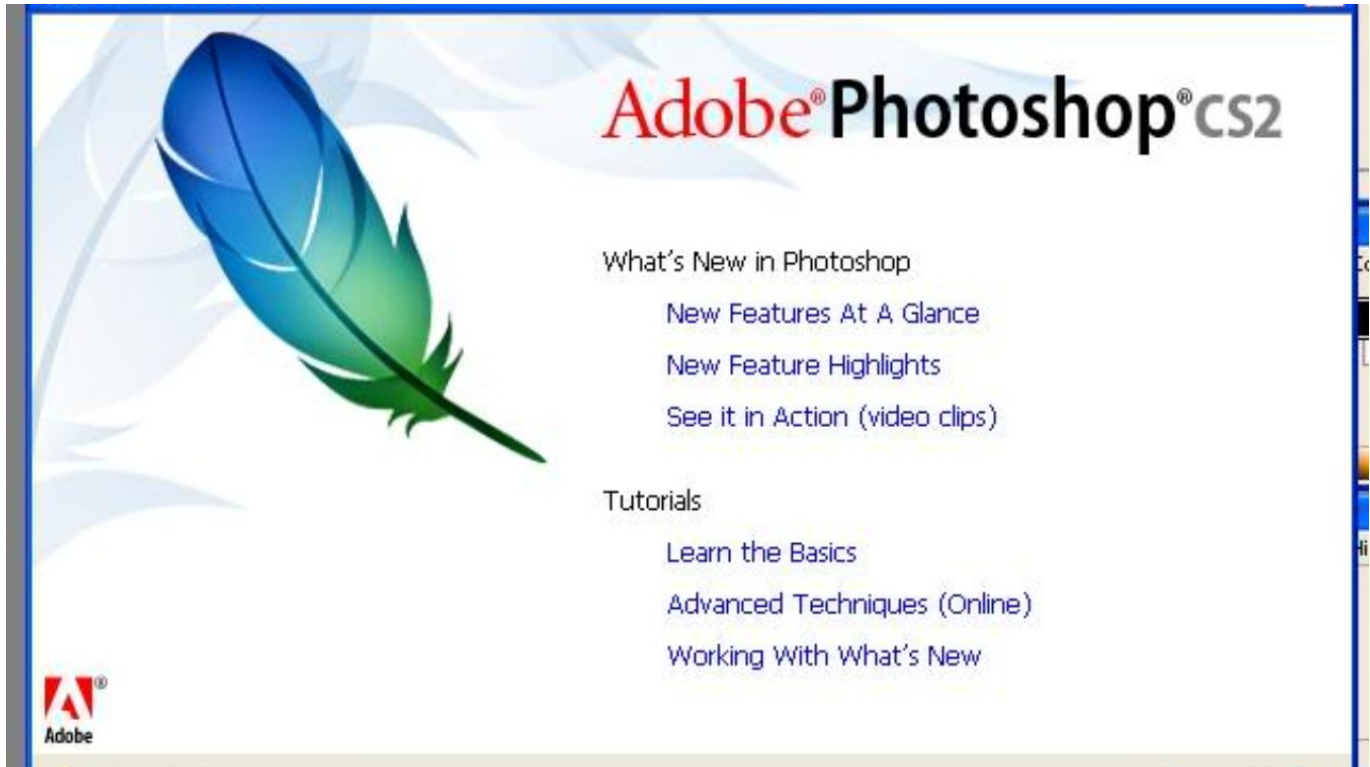 Adobe® Photoshop® CS2
What's New in Photoshop
New Features At A Glance
New Feature Highlights
See it in Action (video clips)
Tutorials
Learn the Basics
Advanced Techniques (Online)
Working With What's New
Adobe®